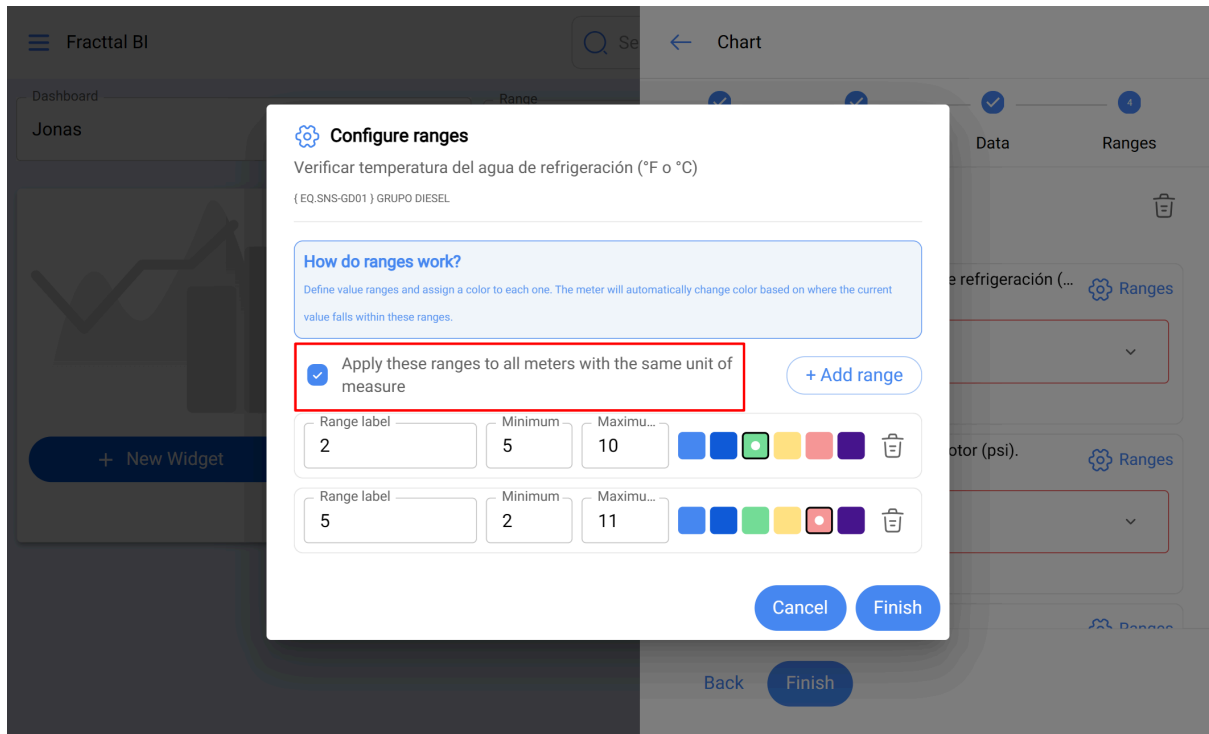 Fracttal BI
Se
Chart
Dashboard
Jonas
Range
4
Data
Ranges
Configure ranges
Verificar temperatura del agua de refrigeración (°F o °C)
{ EQ.SNS-GD01 } GRUPO DIESEL
How do ranges work?
Define value ranges and assign a color to each one. The meter will automatically change color based on where the current
value falls within these ranges.
e refrigeración (...
Ranges
Apply these ranges to all meters with the same unit of
measure
+ Add range
Range label
Minimum
Maximu...
2
5
10
+ New Widget
otor (psi).
Ranges
Range label
Minimum
Maximu...
5
2
11
Cancel
Finish
Ranges
Back
Finish